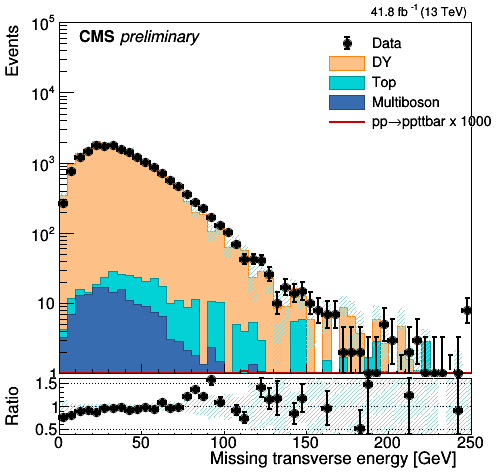 41.8 fb⁻¹ (13 TeV)
CMS preliminary
Events
10⁵
10⁴
10³
10²
10
1
Data
DY
Top
Multiboson
pp→ppttbar x 1000
Ratio
1.5
1
0.5
0 50 100 150 200 250
Missing transverse energy [GeV]